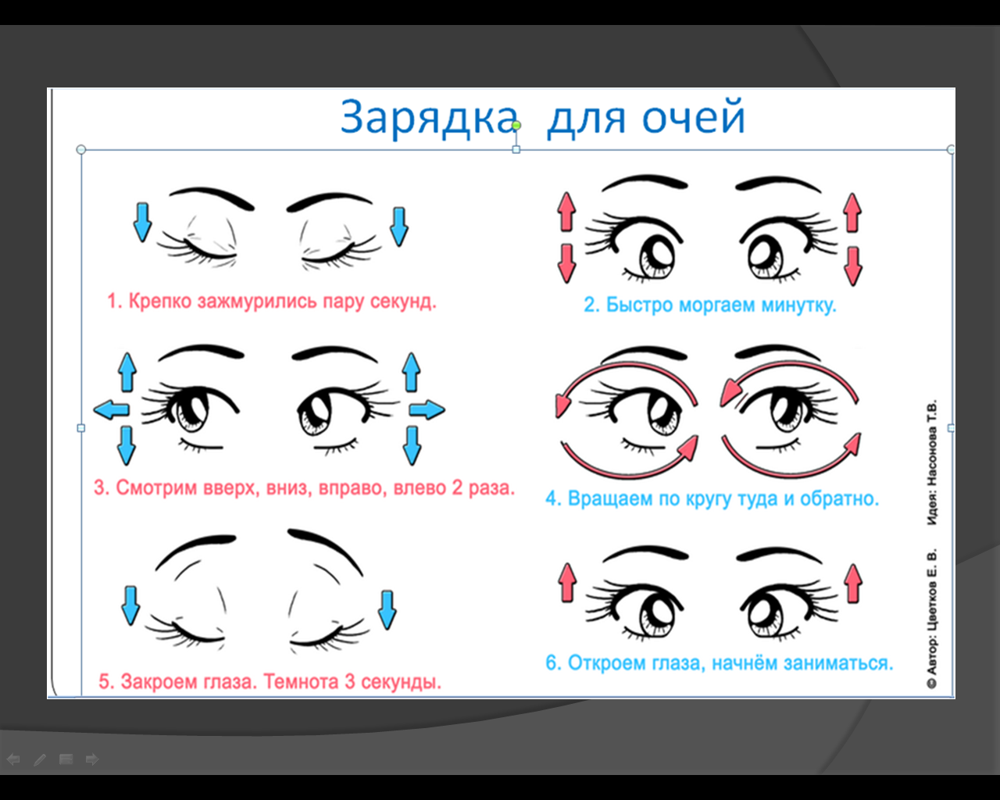 Зарядка для очей
1. Крепко зажмурились пару секунд.
2. Быстро моргаем минутку.
3. Смотрим вверх, вниз, вправо, влево 2 раза.
4. Вращаем по кругу туда и обратно.
5. Закроем глаза. Темнота 3 секунды.
6. Откроем глаза, начнём заниматься.
© Автор: Цветков Е. В. Идея: Насонова Т.В.